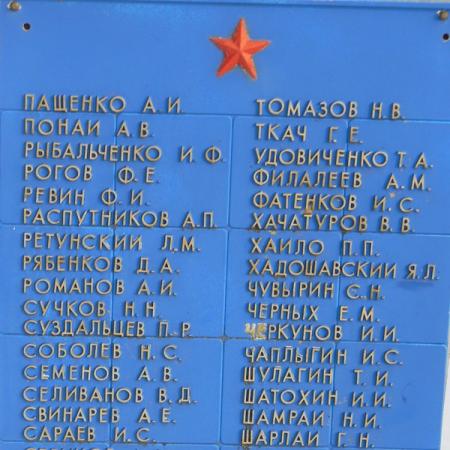 ПАЩЕНКО А.И.
ПОНАИ А.В.
РЫБАЛЬЧЕНКО И.Ф.
РОГОВ Ф.Е.
РЕВИН Ф.И.
РАСПУТНИКОВ А.П.
РЕТУНСКИЙ Л.М.
РЯБЕНКОВ Д.А.
РОМАНОВ А.И.
СУЧКОВ Н.Н.
СУЗДАЛЬЦЕВ П.Р.
СОБОЛЕВ Н.С.
СЕМЕНОВ А.В.
СЕЛИВАНОВ В.Д.
СВИНАРЕВ А.Е.
САРАЕВ И.С.
ТОМАЗОВ Н.В.
ТКАЧ Г.Е.
УДОВИЧЕНКО Т.А.
ФИЛАЛЕЕВ А.М.
ФАТЕНКОВ И.С.
ХАЧАТУРОВ В.В.
ХАИЛО П.П.
ХАДОШАВСКИЙ Я.Л.
ЧУВЫРИН С.Н.
ЧЕРНЫХ Е.М.
ЧЕРКУНОВ И.И.
ЧАПЛЫГИН И.С.
ШУЛАГИН Т.И.
ШАТОХИН И.И.
ШАМРАИ Н.И.
ШАРЛАИ Г.Н.